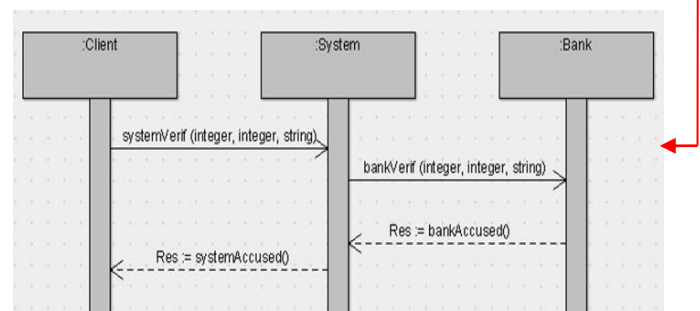 :Client
:System
:Bank
systemVerif (integer, integer, string)
bankVerif (integer, integer, string)
Res := bankAccused()
Res := systemAccused()